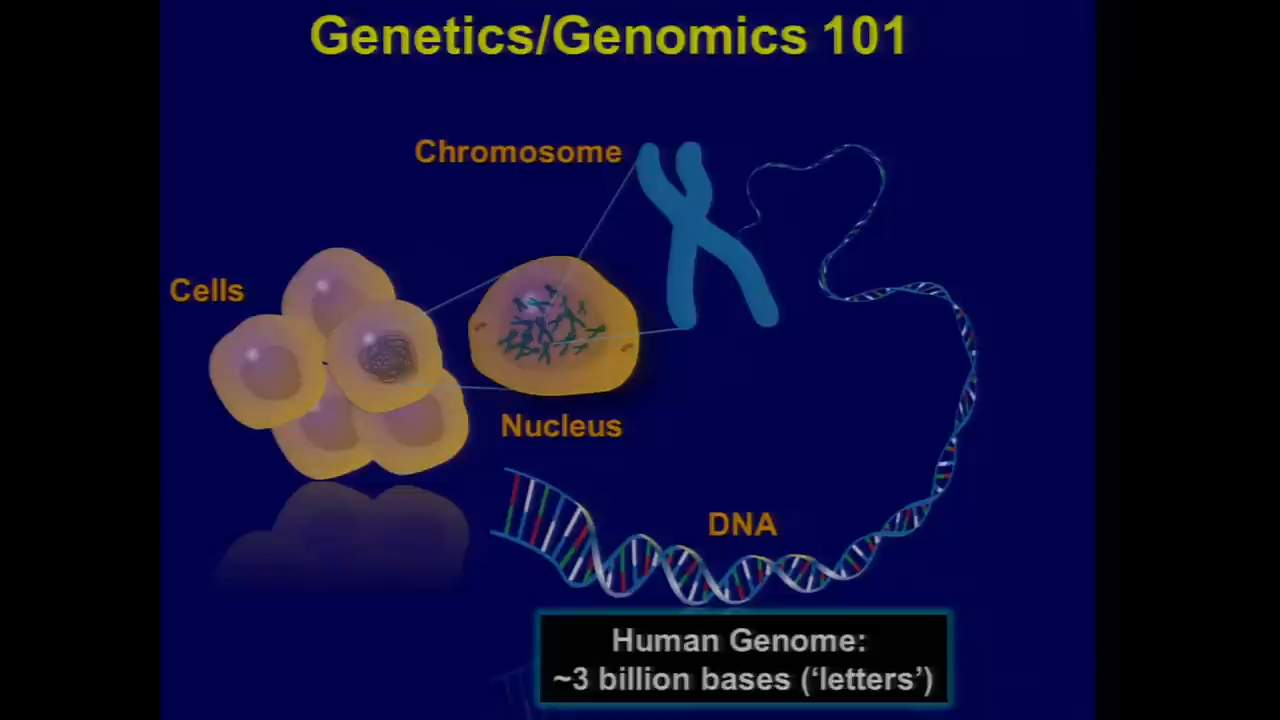 Genetics/Genomics 101
Chromosome
Cells
Nucleus
DNA
Human Genome:
~3 billion bases (‘letters’)